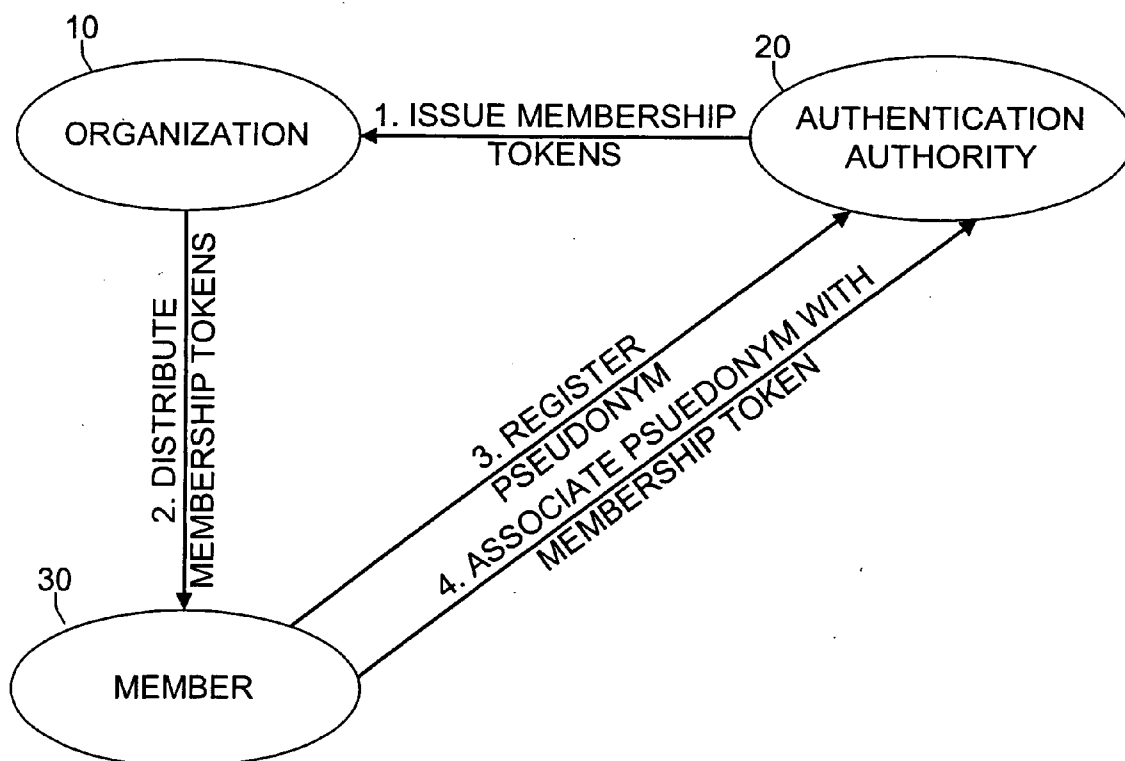 10
ORGANIZATION
20
AUTHENTICATION
AUTHORITY
1. ISSUE MEMBERSHIP
TOKENS
2. DISTRIBUTE
MEMBERSHIP TOKENS
3. REGISTER
PSEUDONYM
4. ASSOCIATE PSUEDONYM WITH
MEMBERSHIP TOKEN
30
MEMBER